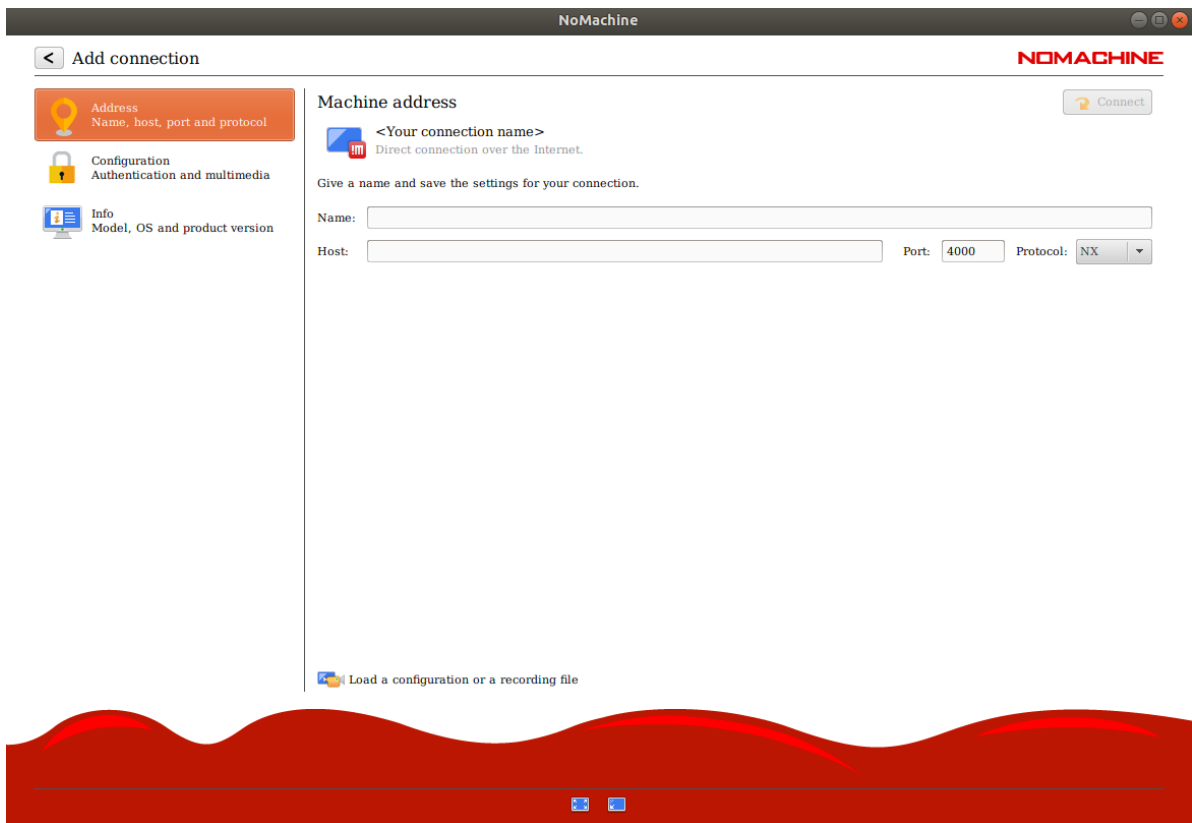 NoMachine
< Add connection
NOMACHINE
Address
Name, host, port and protocol
Configuration
Authentication and multimedia
Info
Model, OS and product version
Machine address
Connect
<Your connection name>
!M
Direct connection over the Internet.
Give a name and save the settings for your connection.
Name:
Host:
Port: 4000 Protocol: NX
Load a configuration or a recording file